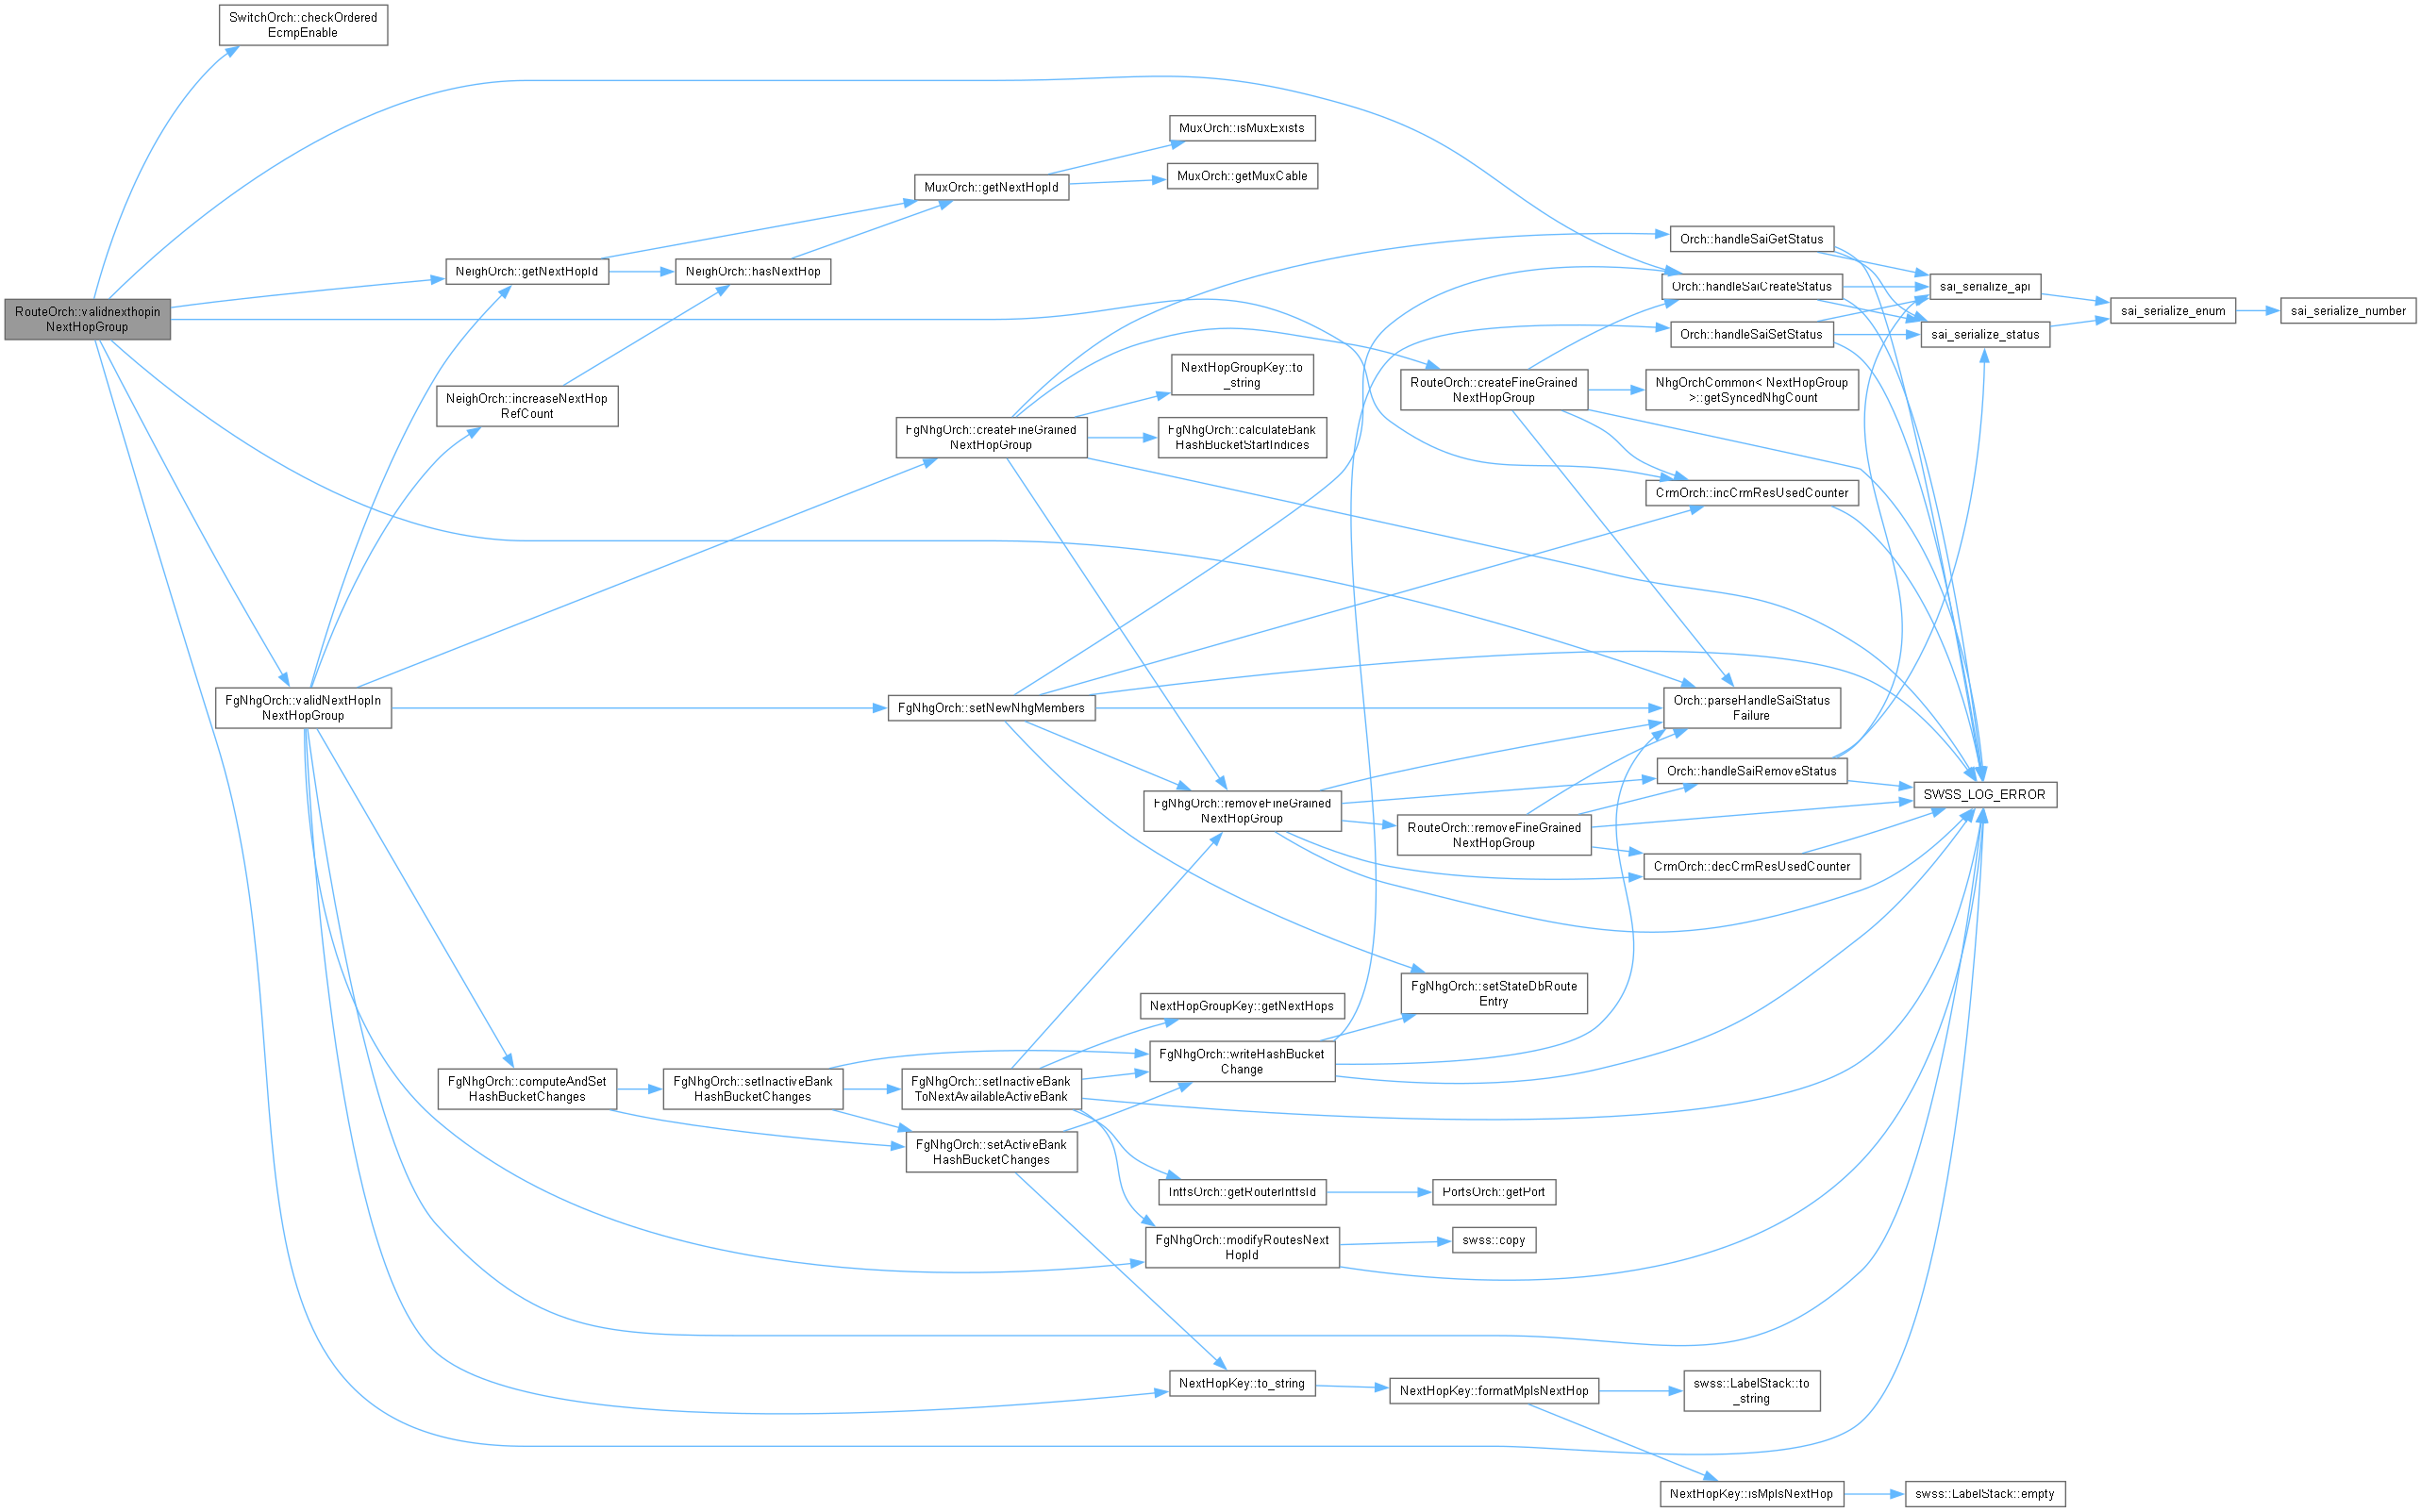 SwitchOrch::checkOrdered
EcmpEnable
MuxOrch::isMuxExists
MuxOrch::getMuxCable
MuxOrch::getNextHopId
Orch::handleSaiGetStatus
NeighOrch::getNextHopId
NeighOrch::hasNextHop
Orch::handleSaiCreateStatus
sai_serialize_api
sai_serialize_enum
sai_serialize_number
RouteOrch::validnexthopin
NextHopGroup
Orch::handleSaiSetStatus
sai_serialize_status
NextHopGroupKey::to
_string
RouteOrch::createFineGrained
NextHopGroup
NhgOrchCommon< NextHopGroup
>::getSyncedNhgCount
NeighOrch::increaseNextHop
RefCount
FgNhgOrch::createFineGrained
NextHopGroup
FgNhgOrch::calculateBank
HashBucketStartIndices
CrmOrch::incCrmResUsedCounter
FgNhgOrch::validNextHopIn
NextHopGroup
FgNhgOrch::setNewNhgMembers
Orch::parseHandleSaiStatus
Failure
Orch::handleSaiRemoveStatus
SWSS_LOG_ERROR
FgNhgOrch::removeFineGrained
NextHopGroup
RouteOrch::removeFineGrained
NextHopGroup
CrmOrch::decCrmResUsedCounter
FgNhgOrch::setStateDbRoute
Entry
NextHopGroupKey::getNextHops
FgNhgOrch::writeHashBucket
Change
FgNhgOrch::computeAndSet
HashBucketChanges
FgNhgOrch::setInactiveBank
HashBucketChanges
FgNhgOrch::setInactiveBank
ToNextAvailableActiveBank
FgNhgOrch::setActiveBank
HashBucketChanges
IntfsOrch::getRouterIntfsId
PortsOrch::getPort
FgNhgOrch::modifyRoutesNext
HopId
swss::copy
NextHopKey::to_string
NextHopKey::formatMplsNextHop
swss::LabelStack::to
_string
NextHopKey::isMplsNextHop
swss::LabelStack::empty